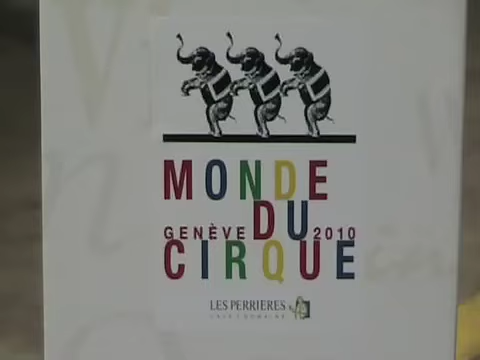 MONDE
DU
GENÈVE 2010
CIRQUE
LES PERRIERES